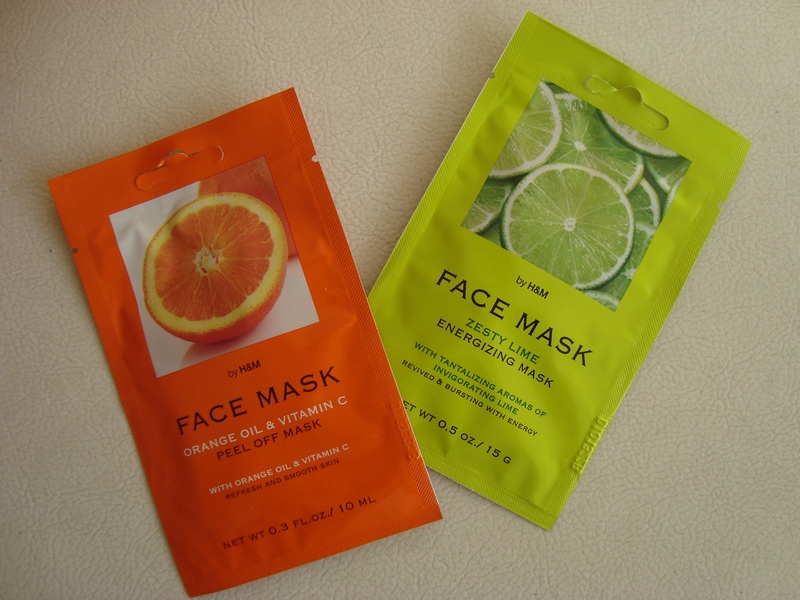 by H&M
FACE MASK
ORANGE OIL & VITAMIN C
PEEL OFF MASK
WITH ORANGE OIL & VITAMIN C
REFRESH AND SMOOTH SKIN
NET WT 0.3 FL.OZ./ 10 ML
by H&M
FACE MASK
ZESTY LIME
ENERGIZING MASK
WITH TANTALIZING AROMAS OF
INVIGORATING LIME
REVIVED & BURSTING WITH ENERGY
ET WT 0.5 OZ./ 15 G